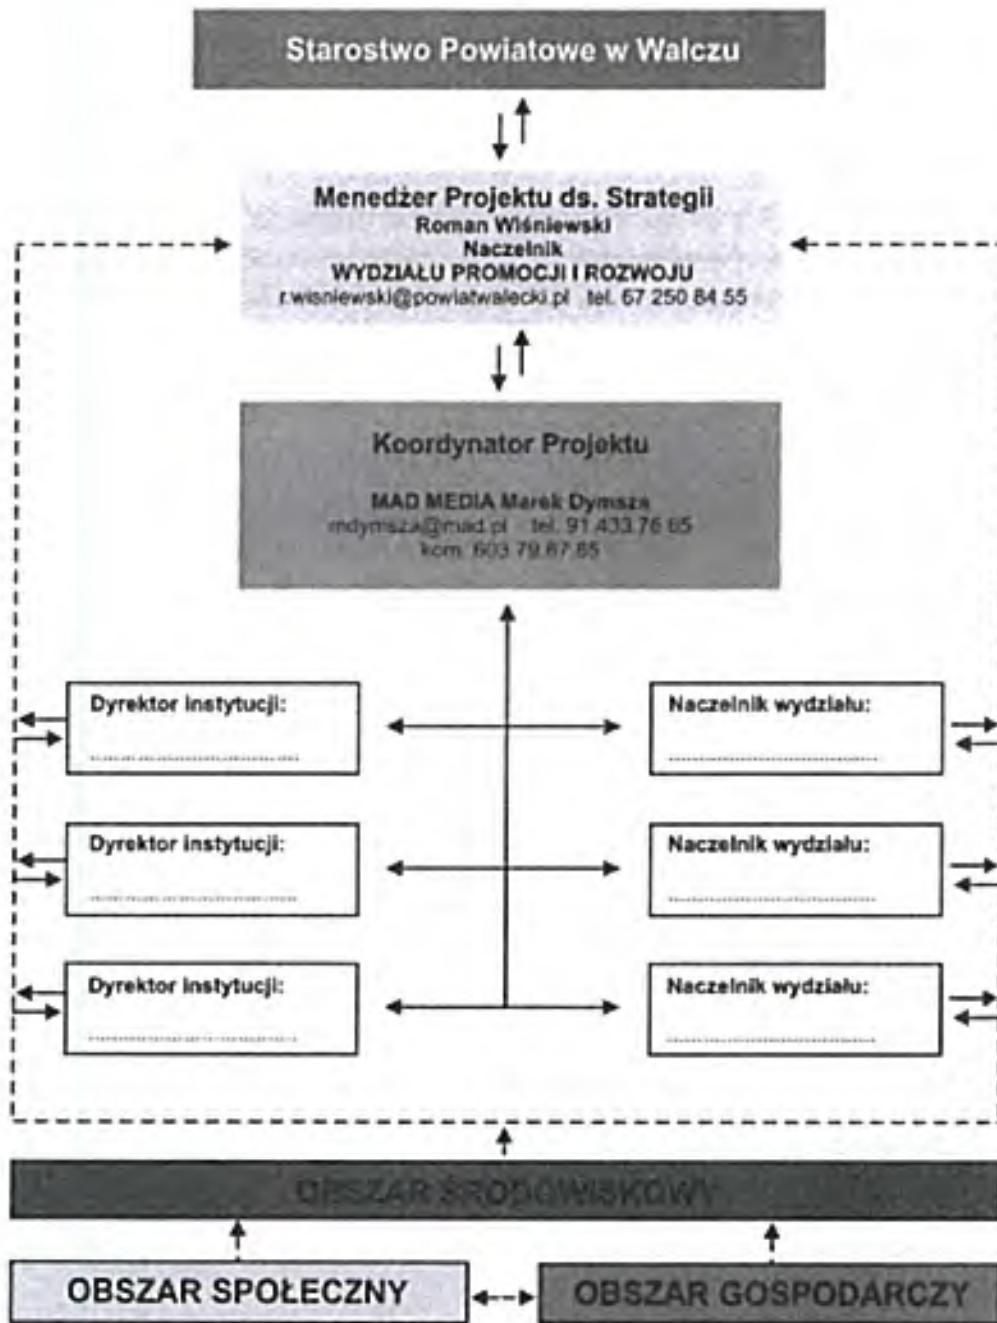 Starostwo Powiatowe w Wałczu
Menedżer Projektu ds. Strategii
Roman Wiśniewski
Naczelnik
WYDZIAŁU PROMOCJI I ROZWOJU
r.wisniewski@powiatwalecki.pl tel. 67 250 84 55
Koordynator Projektu
MAD MEDIA Marek Dymsza
mdymsza@mad.pl tel. 91 433 76 65
kom. 603 79 67 85
Dyrektor instytucji:
Naczelnik wydziału:
Dyrektor instytucji:
Naczelnik wydziału:
Dyrektor instytucji:
Naczelnik wydziału:
OBSZAR ŚRODOWISKOWY
OBSZAR SPOŁECZNY
OBSZAR GOSPODARCZY